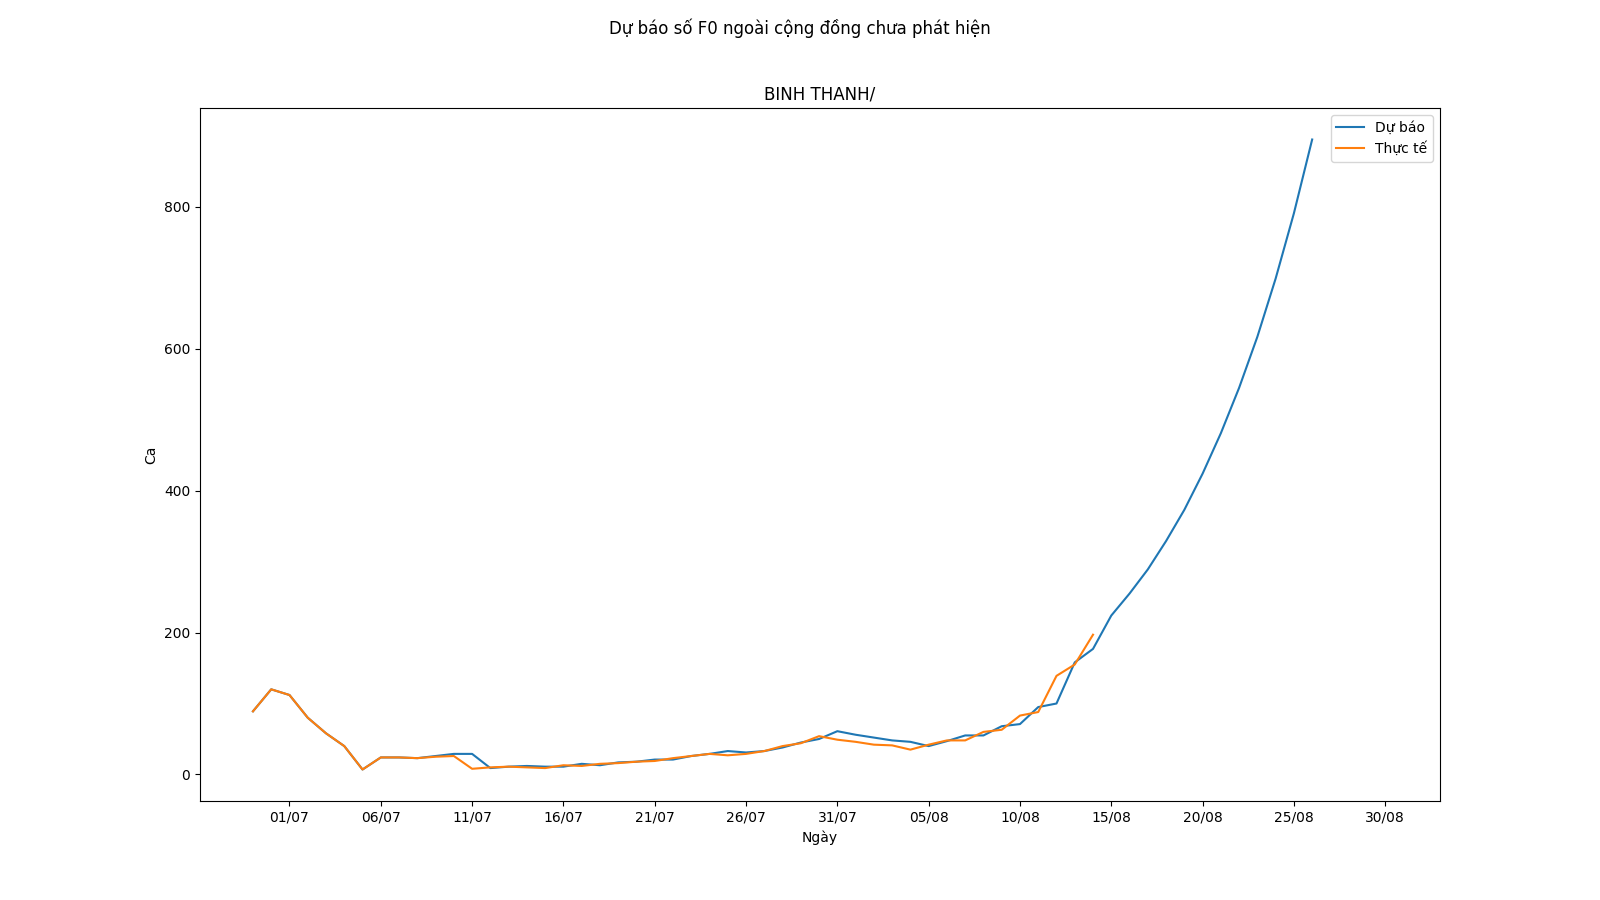 Dự báo số F0 ngoài cộng đồng chưa phát hiện
BINH THANH/
Dự báo
Thực tế
800
600
400
200
0
Ca
01/07 06/07 11/07 16/07 21/07 26/07 31/07 05/08 10/08 15/08 20/08 25/08 30/08
Ngày